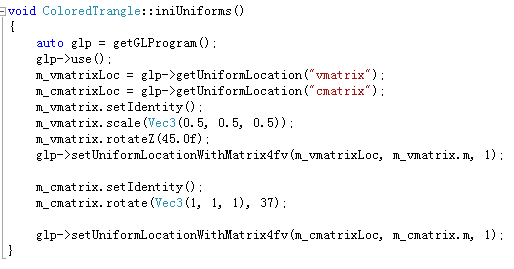 void ColoredTrangle::iniUniforms()
{
    auto glp = getGLProgram();
    glp->use();
    m_vmatrixLoc = glp->getUniformLocation("vmatrix");
    m_cmatrixLoc = glp->getUniformLocation("cmatrix");
    m_vmatrix.setIdentity();
    m_vmatrix.scale(Vec3(0.5, 0.5, 0.5));
    m_vmatrix.rotateZ(45.0f);
    glp->setUniformLocationWithMatrix4fv(m_vmatrixLoc, m_vmatrix.m, 1);
    m_cmatrix.setIdentity();
    m_cmatrix.rotate(Vec3(1, 1, 1), 37);
    glp->setUniformLocationWithMatrix4fv(m_cmatrixLoc, m_cmatrix.m, 1);
}